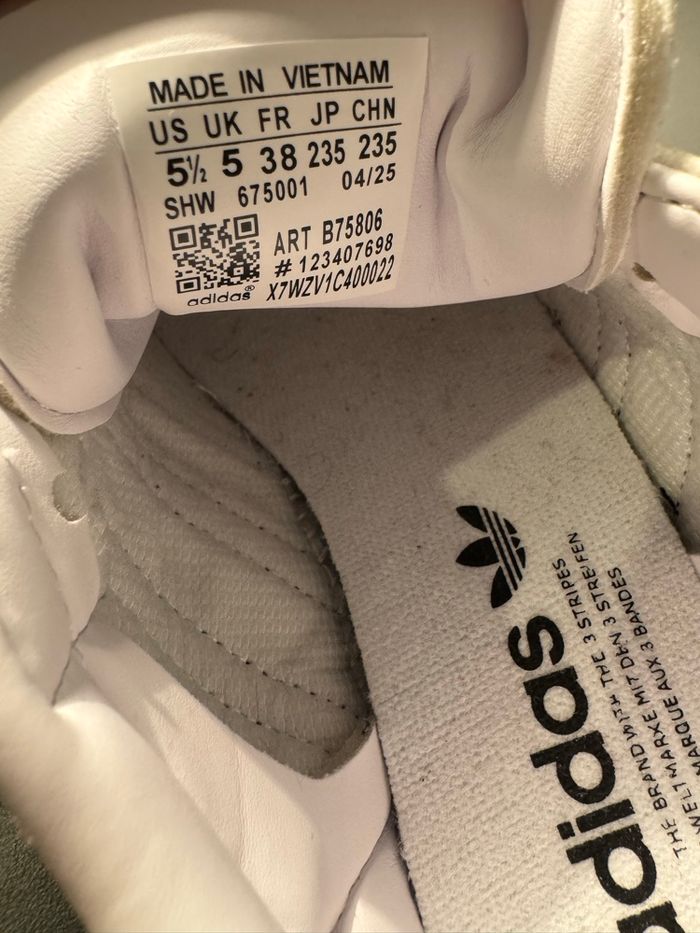 MADE IN VIETNAM
US UK FR JP CHN
5½ 5 38 235 235
SHW 675001 04/25
ART B75806
# 123407698
X7WZV1C400022
adidas®
adidas
THE BRAND WITH THE 3 STRIPES
DIE WELTMARKE MIT DEN 3 STREIFEN
LA MARQUE AUX 3 BANDES